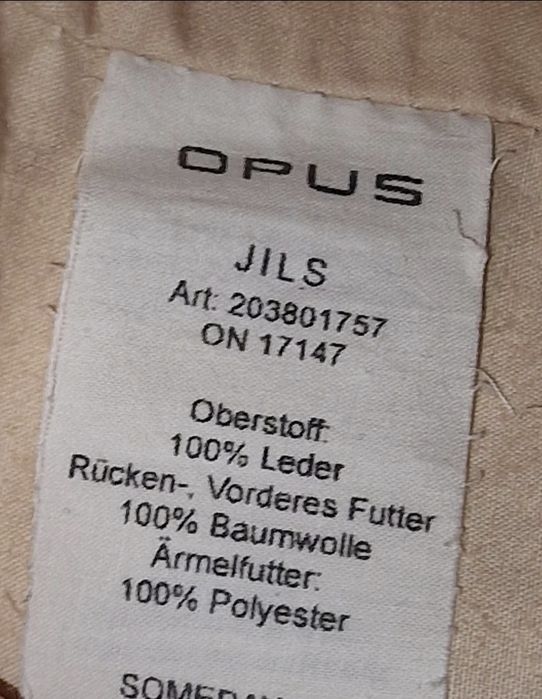 OPUS
JILS
Art: 203801757
ON 17147
Oberstoff:
100% Leder
Rücken-, Vorderes Futter
100% Baumwolle
Ärmelfutter:
100% Polyester